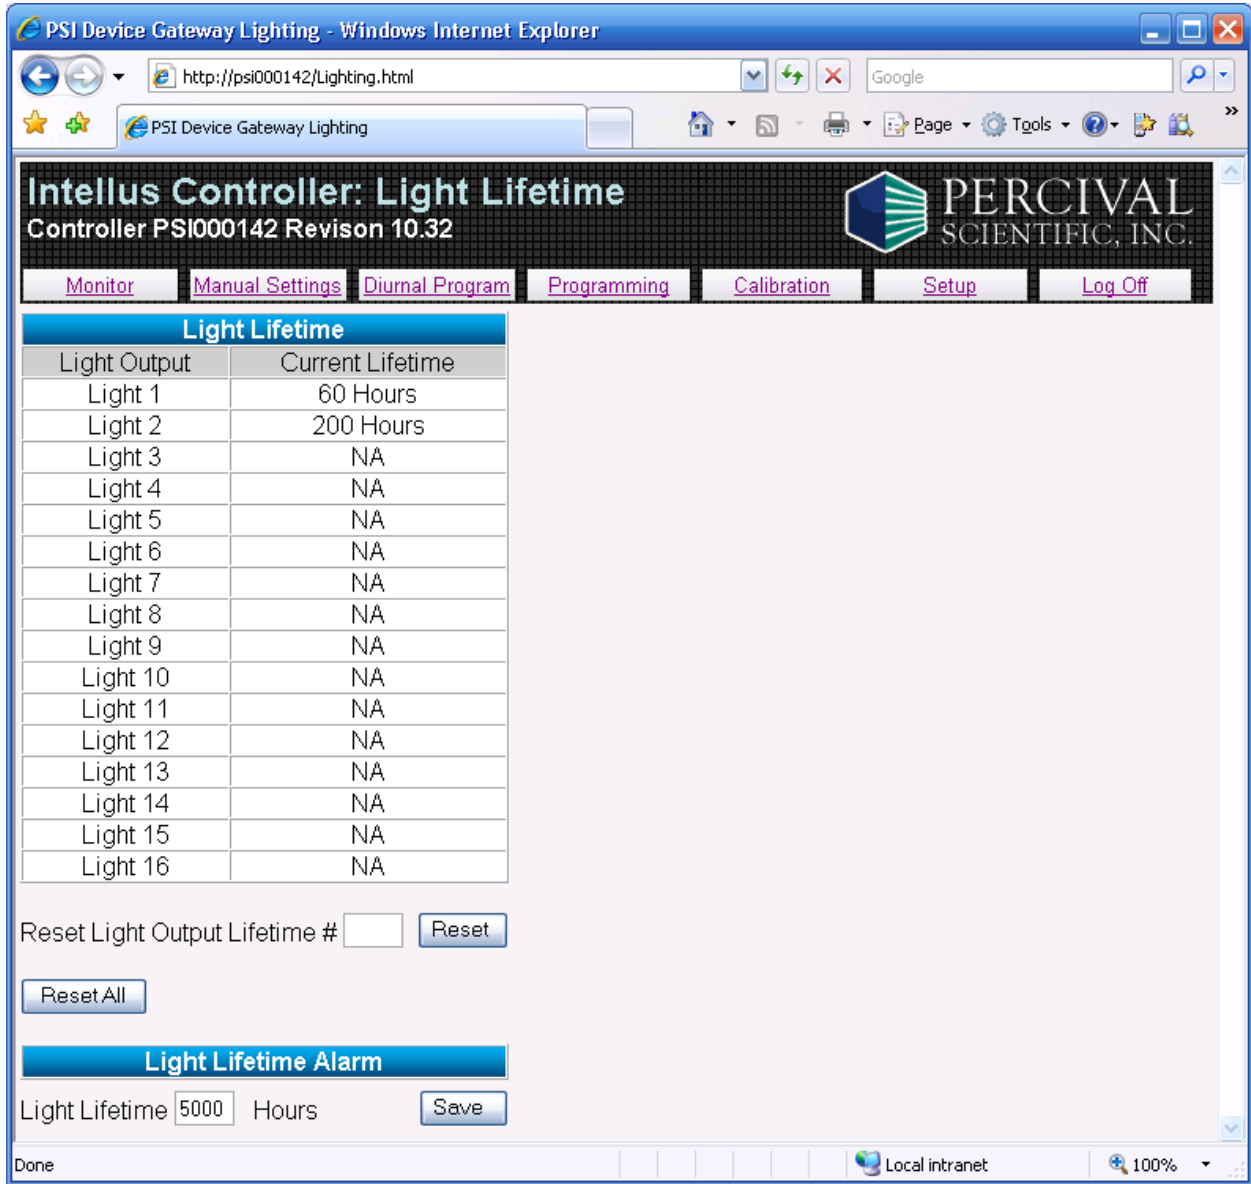 PSI Device Gateway Lighting - Windows Internet Explorer
http://psi000142/Lighting.html
Google
PSI Device Gateway Lighting
Page Tools »
Intellus Controller: Light Lifetime
Controller PSI000142 Revison 10.32
PERCIVAL
SCIENTIFIC, INC.
Monitor Manual Settings Diurnal Program Programming Calibration Setup Log Off
Light Lifetime
Light Output Current Lifetime
Light 1 60 Hours
Light 2 200 Hours
Light 3 NA
Light 4 NA
Light 5 NA
Light 6 NA
Light 7 NA
Light 8 NA
Light 9 NA
Light 10 NA
Light 11 NA
Light 12 NA
Light 13 NA
Light 14 NA
Light 15 NA
Light 16 NA
Reset Light Output Lifetime # Reset
Reset All
Light Lifetime Alarm
Light Lifetime 5000 Hours Save
Done Local intranet 100%